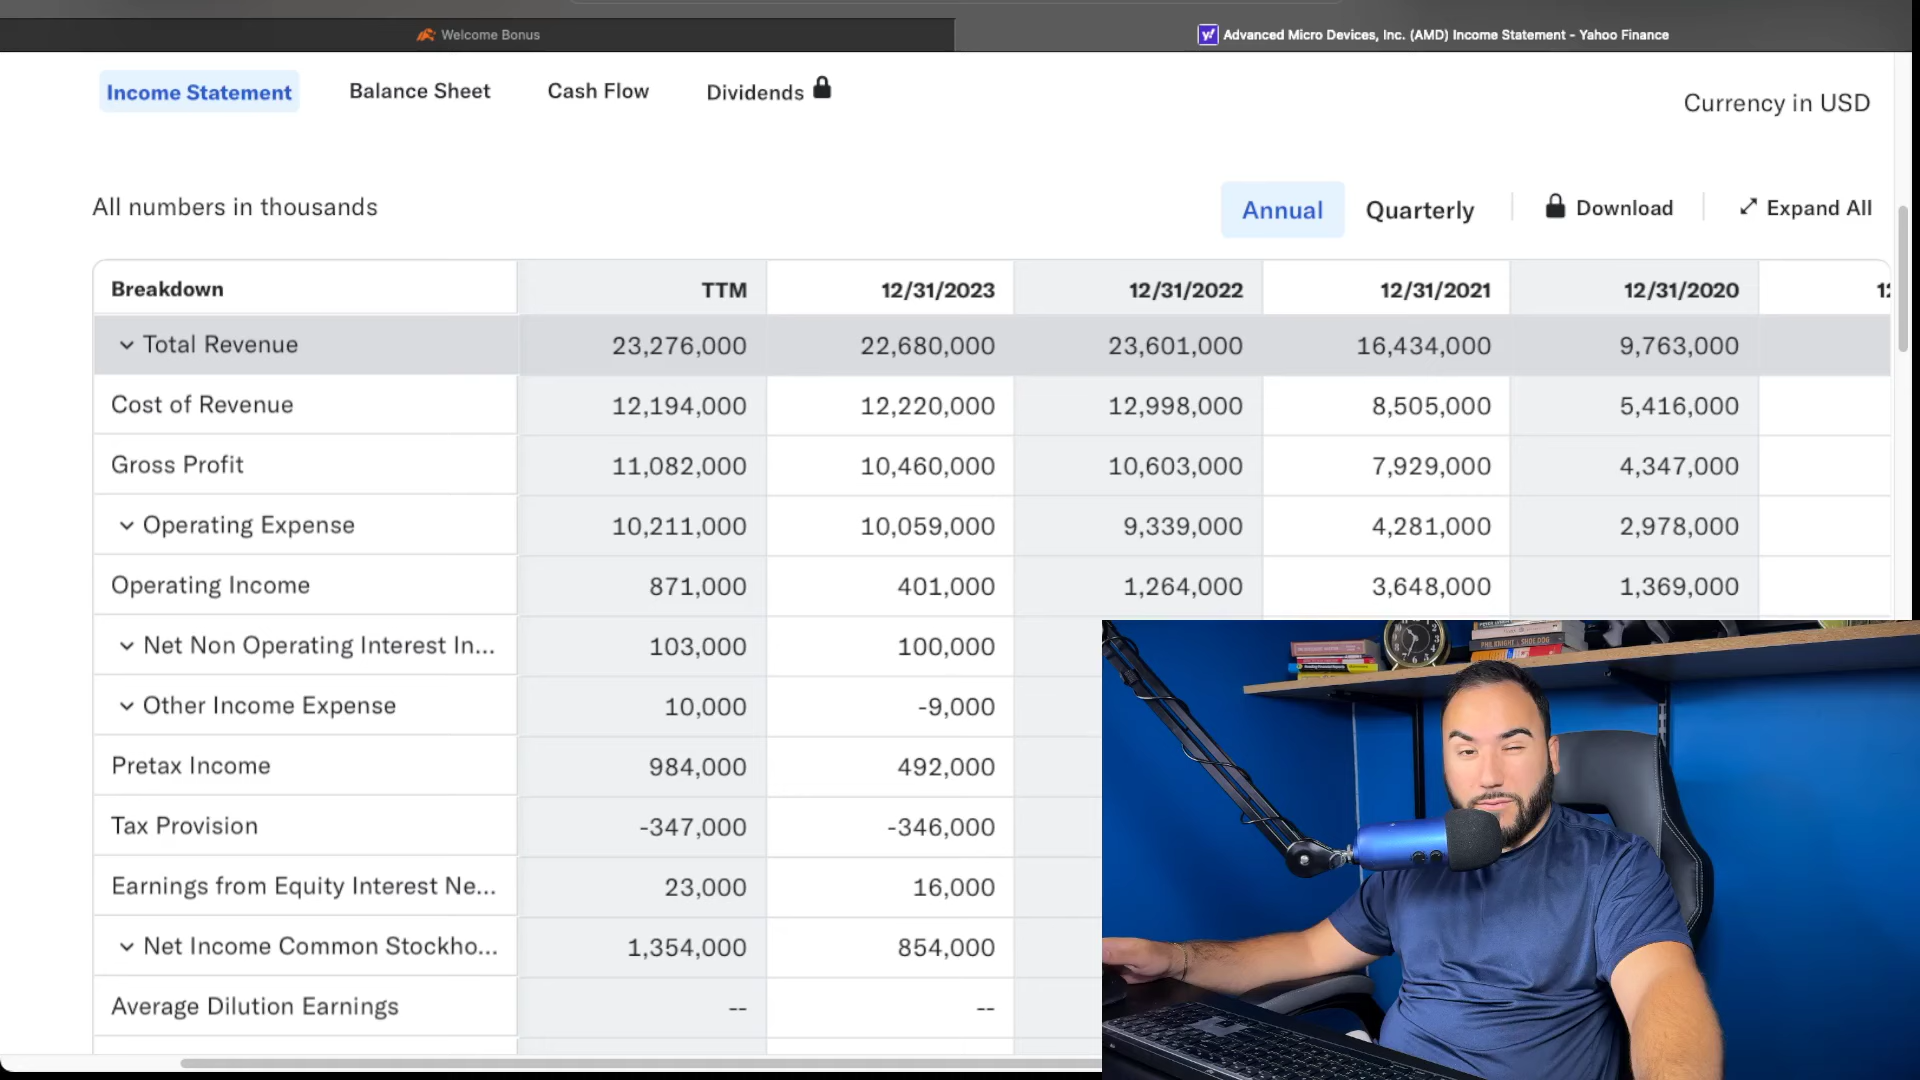 Welcome Bonus
Advanced Micro Devices, Inc. (AMD) Income Statement - Yahoo Finance
Income Statement Balance Sheet Cash Flow Dividends
Currency in USD
All numbers in thousands
Annual Quarterly Download Expand All
Breakdown TTM 12/31/2023 12/31/2022 12/31/2021 12/31/2020
Total Revenue 23,276,000 22,680,000 23,601,000 16,434,000 9,763,000
Cost of Revenue 12,194,000 12,220,000 12,998,000 8,505,000 5,416,000
Gross Profit 11,082,000 10,460,000 10,603,000 7,929,000 4,347,000
Operating Expense 10,211,000 10,059,000 9,339,000 4,281,000 2,978,000
Operating Income 871,000 401,000 1,264,000 3,648,000 1,369,000
Net Non Operating Interest In... 103,000 100,000
Other Income Expense 10,000 -9,000
Pretax Income 984,000 492,000
Tax Provision -347,000 -346,000
Earnings from Equity Interest Ne... 23,000 16,000
Net Income Common Stockho... 1,354,000 854,000
Average Dilution Earnings -- --
PHIL KNIGHT SHOE DOG